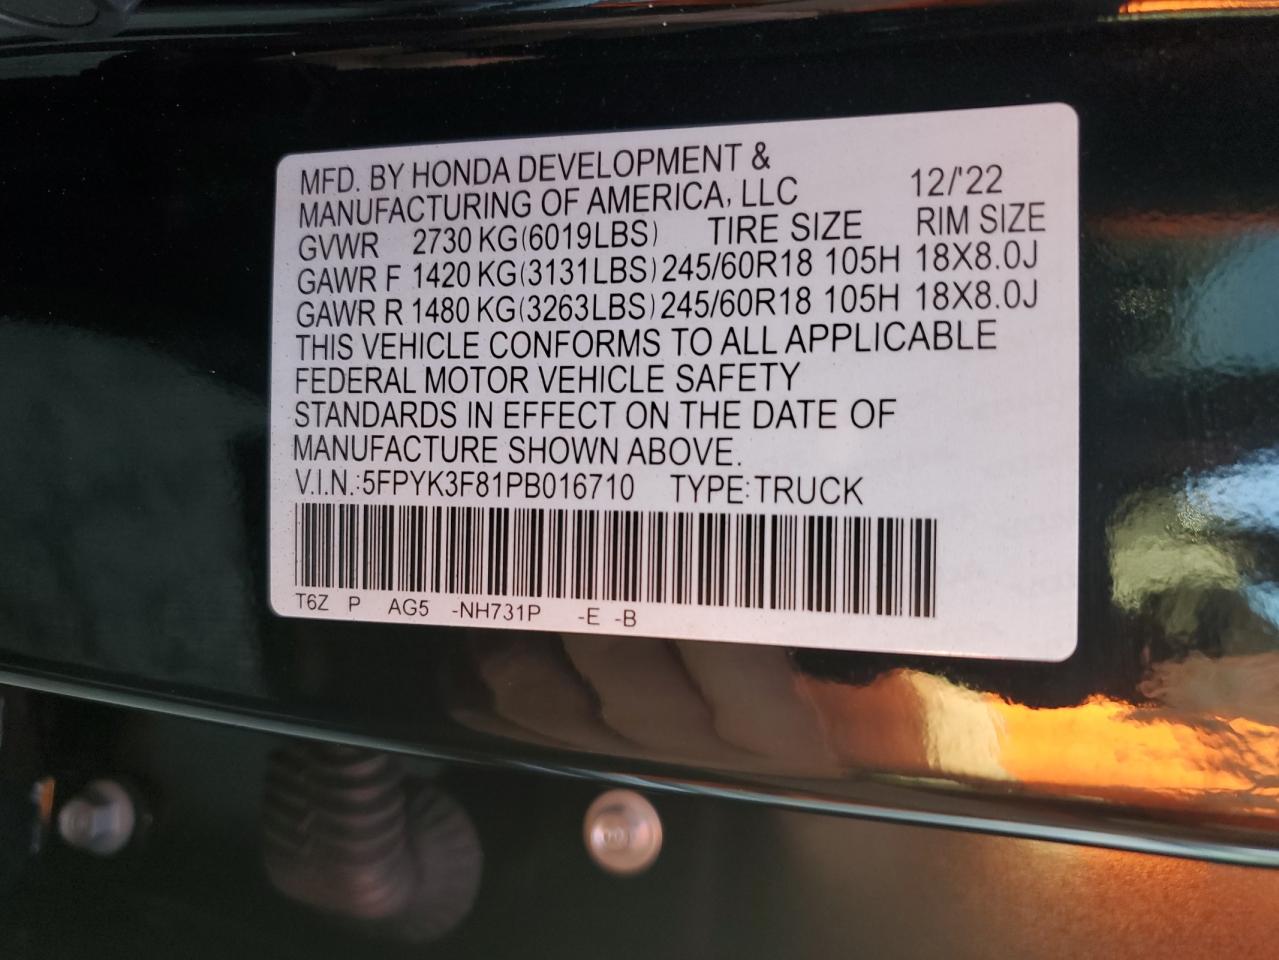 MFD. BY HONDA DEVELOPMENT &
MANUFACTURING OF AMERICA, LLC 12/'22
GVWR 2730 KG(6019LBS) TIRE SIZE RIM SIZE
GAWR F 1420 KG(3131LBS) 245/60R18 105H 18X8.0J
GAWR R 1480 KG(3263LBS) 245/60R18 105H 18X8.0J
THIS VEHICLE CONFORMS TO ALL APPLICABLE
FEDERAL MOTOR VEHICLE SAFETY
STANDARDS IN EFFECT ON THE DATE OF
MANUFACTURE SHOWN ABOVE.
V.I.N.:5FPYK3F81PB016710 TYPE:TRUCK
T6Z P AG5 -NH731P -E -B